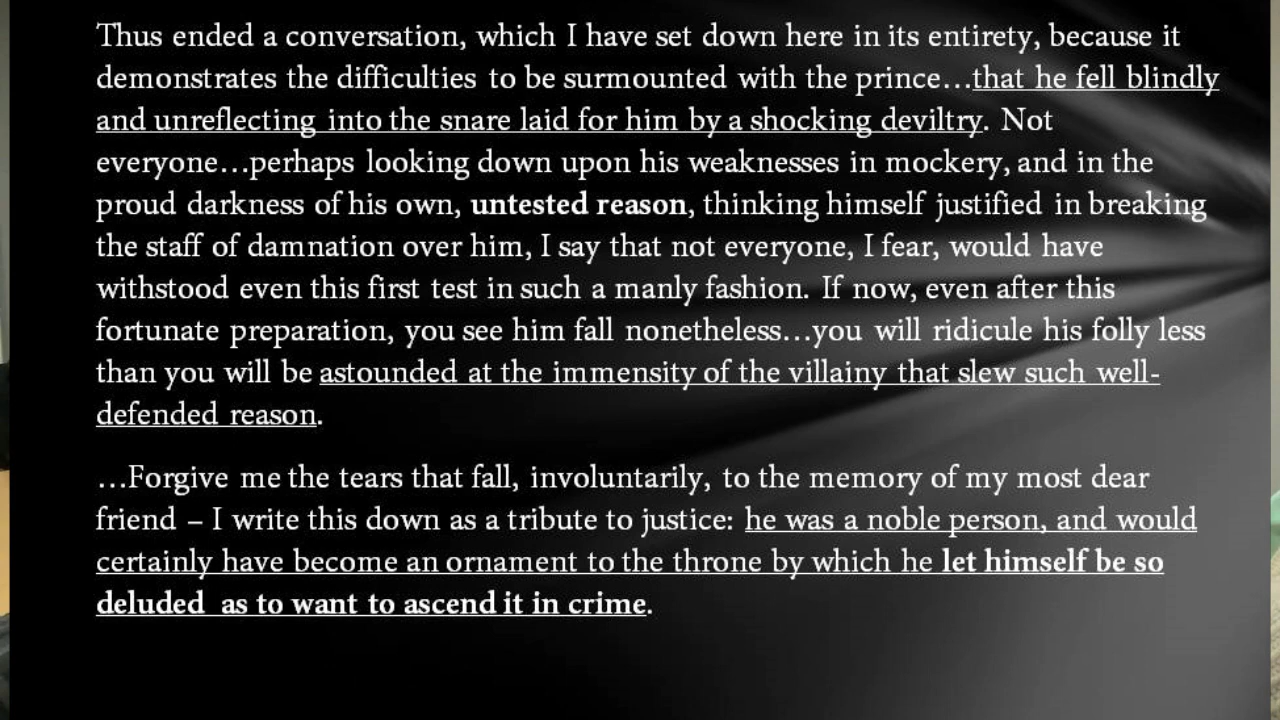 Thus ended a conversation, which I have set down here in its entirety, because it
demonstrates the difficulties to be surmounted with the prince…that he fell blindly
and unreflecting into the snare laid for him by a shocking deviltry. Not
everyone…perhaps looking down upon his weaknesses in mockery, and in the
proud darkness of his own, untested reason, thinking himself justified in breaking
the staff of damnation over him, I say that not everyone, I fear, would have
withstood even this first test in such a manly fashion. If now, even after this
fortunate preparation, you see him fall nonetheless…you will ridicule his folly less
than you will be astounded at the immensity of the villainy that slew such well-
defended reason.
…Forgive me the tears that fall, involuntarily, to the memory of my most dear
friend – I write this down as a tribute to justice: he was a noble person, and would
certainly have become an ornament to the throne by which he let himself be so
deluded as to want to ascend it in crime.